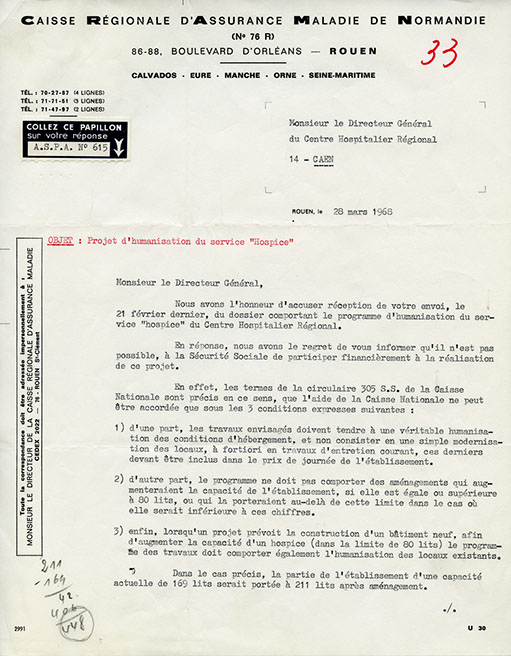 CAISSE RÉGIONALE D'ASSURANCE MALADIE DE NORMANDIE
(No 76 R)
86-88, BOULEVARD D'ORLÉANS — ROUEN
33
CALVADOS - EURE - MANCHE - ORNE - SEINE-MARITIME
TÉL. : 70-27-87 (4 LIGNES)
TÉL. : 71-71-51 (3 LIGNES)
TÉL. : 71-47-97 (2 LIGNES)
COLLEZ CE PAPILLON
sur votre réponse
A.S.P.A. No 615
Monsieur le Directeur Général
du Centre Hospitalier Régional
14 - CAEN
ROUEN, le 28 mars 1968
OBJET : Projet d'humanisation du service "Hospice"
Toute la correspondance doit être adressée impersonnellement à :
MONSIEUR LE DIRECTEUR DE LA CAISSE RÉGIONALE D'ASSURANCE MALADIE
CEDEX 2022 — 76 - ROUEN St-Clément
Monsieur le Directeur Général,
Nous avons l'honneur d'accuser réception de votre envoi, le
21 février dernier, du dossier comportant le programme d'humanisation du ser-
vice "hospice" du Centre Hospitalier Régional.
En réponse, nous avons le regret de vous informer qu'il n'est pas
possible, à la Sécurité Sociale de participer financièrement à la réalisation
de ce projet.
En effet, les termes de la circulaire 305 S.S. de la Caisse
Nationale sont précis en ce sens, que l'aide de la Caisse Nationale ne peut
être accordée que sous les 3 conditions expresses suivantes :
1) d'une part, les travaux envisagés doivent tendre à une véritable humanisa-
tion des conditions d'hébergement, et non consister en une simple modernisa-
tion des locaux, à fortiori en travaux d'entretien courant, ces derniers
devant être inclus dans le prix de journée de l'établissement.
2) d'autre part, le programme ne doit pas comporter des aménagements qui aug-
menteraient la capacité de l'établissement, si elle est égale ou supérieure
à 80 lits, ou qui la porteraient au-delà de cette limite dans le cas où
elle serait inférieure à ces chiffres.
3) enfin, lorsqu'un projet prévoit la construction d'un bâtiment neuf, afin
d'augmenter la capacité d'un hospice (dans la limite de 80 lits) le program-
me des travaux doit comporter également l'humanisation des locaux existants.
Dans le cas précis, la partie de l'établissement d'une capacité
actuelle de 169 lits serait portée à 211 lits après aménagement.
211
-169
42
406
448
./.
2991
U 30